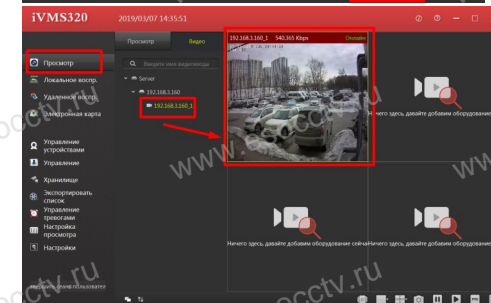 iVMS320
2019/03/07 14:35:51
Просмотр
Локальное воспр.
Удаленное воспр.
Электронная карта
Управление устройствами
Управление
Хранилище
Экспортировать список
Управление тревогами
Настройка просмотра
Настройки
Просмотр Видео
Введите имя видеовхода
Server
192.168.3.160
192.168.3.160_1
192.168.3.160_1 540.365 Kbps Онлайн
Ничего здесь, давайте добавим оборудование
Ничего здесь, давайте добавим оборудование сейча
Ничего здесь, давайте добавим оборудование